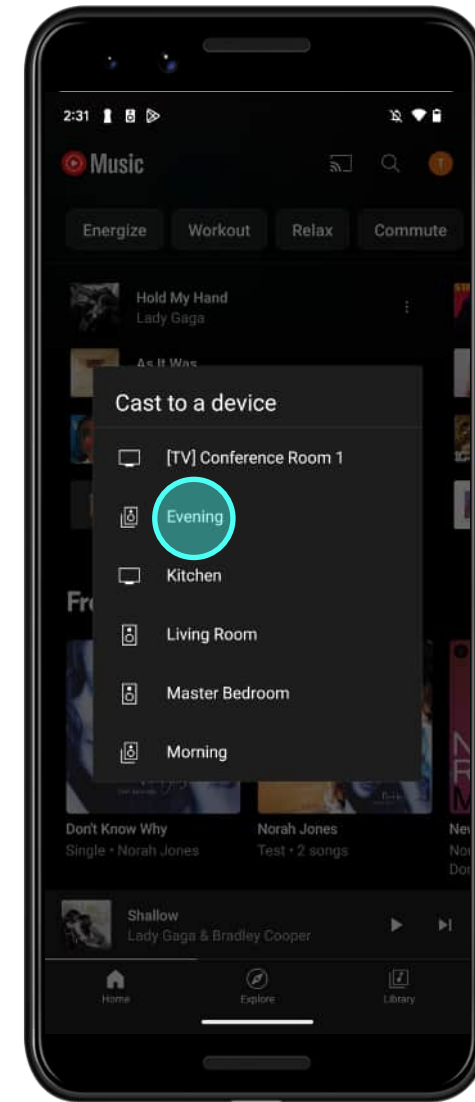 2:31
Music
Energize Workout Relax Commute
Hold My Hand
Lady Gaga
As It Was
Cast to a device
[TV] Conference Room 1
Evening
Kitchen
Living Room
Master Bedroom
Morning
Don't Know Why
Single • Norah Jones
Norah Jones
Test • 2 songs
Shallow
Lady Gaga & Bradley Cooper
Home
Explore
Library